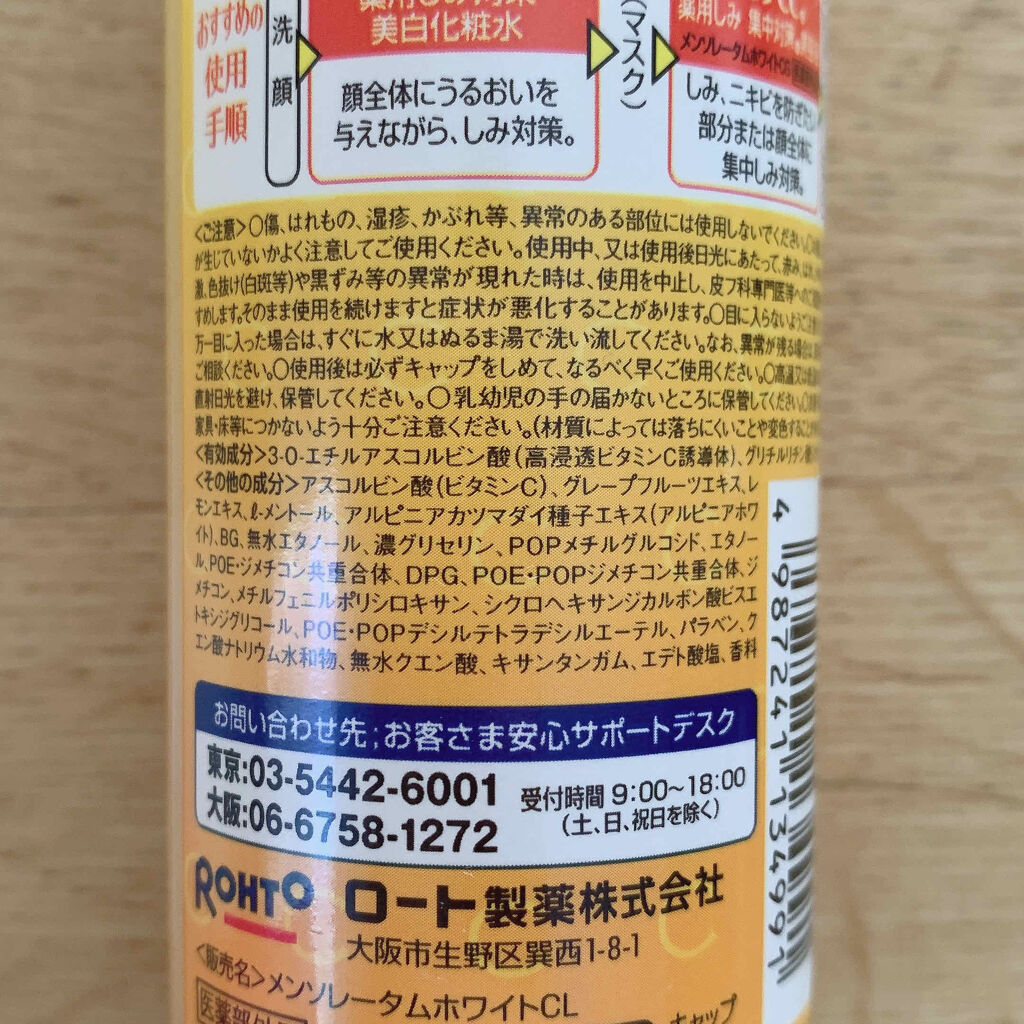 おすすめの
使用
手順
洗顔
美白化粧水
顔全体にうるおいを
与えながら、しみ対策。
(マスク)
薬用しみ 集中対策
メンソレータムホワイトCG
しみ、ニキビを防ぎたい
部分または顔全体に
集中しみ対策。
<ご注意>○傷、はれもの、湿疹、かぶれ等、異常のある部位には使用しないでください。
が生じていないかよく注意してご使用ください。使用中、又は使用後日光にあたって、赤み、はれ、
激、色抜け(白斑等)や黒ずみ等の異常が現れた時は、使用を中止し、皮フ科専門医等へのご
すめします。そのまま使用を続けますと症状が悪化することがあります。○目に入らないようご注意
万一目に入った場合は、すぐに水又はぬるま湯で洗い流してください。なお、異常が残る場合は、
ご相談ください。○使用後は必ずキャップをしめて、なるべく早くご使用ください。○高温又は
直射日光を避け、保管してください。○乳幼児の手の届かないところに保管してください。
家具・床等につかないよう十分ご注意ください。(材質によっては落ちにくいことや変色すること
<有効成分>3-O-エチルアスコルビン酸(高浸透ビタミンC誘導体)、グリチルリチン酸
<その他の成分>アスコルビン酸(ビタミンC)、グレープフルーツエキス、レ
モンエキス、ℓ-メントール、アルピニアカツマダイ種子エキス(アルピニアホワ
イト)、BG、無水エタノール、濃グリセリン、POPメチルグルコシド、エタノー
ル、POE・ジメチコン共重合体、DPG、POE・POPジメチコン共重合体、ジ
メチコン、メチルフェニルポリシロキサン、シクロヘキサンジカルボン酸ビスエ
トキシジグリコール、POE・POPデシルテトラデシルエーテル、パラベン、ク
エン酸ナトリウム水和物、無水クエン酸、キサンタンガム、エデト酸塩、香料
お問い合わせ先;お客さま安心サポートデスク
東京:03-5442-6001
大阪:06-6758-1272
受付時間 9:00~18:00
(土、日、祝日を除く)
ROHTO ロート製薬株式会社
大阪市生野区巽西1-8-1
<販売名>メンソレータムホワイトCL
医薬部外
キャップ
4 987241 134991